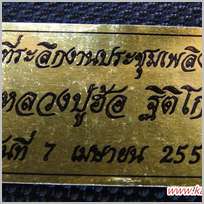 ที่ระลึกงานประชุมเพลิง
หลวงปู่ฮ้อ ฐิติโก
วันที่ 7 เมษายน 255